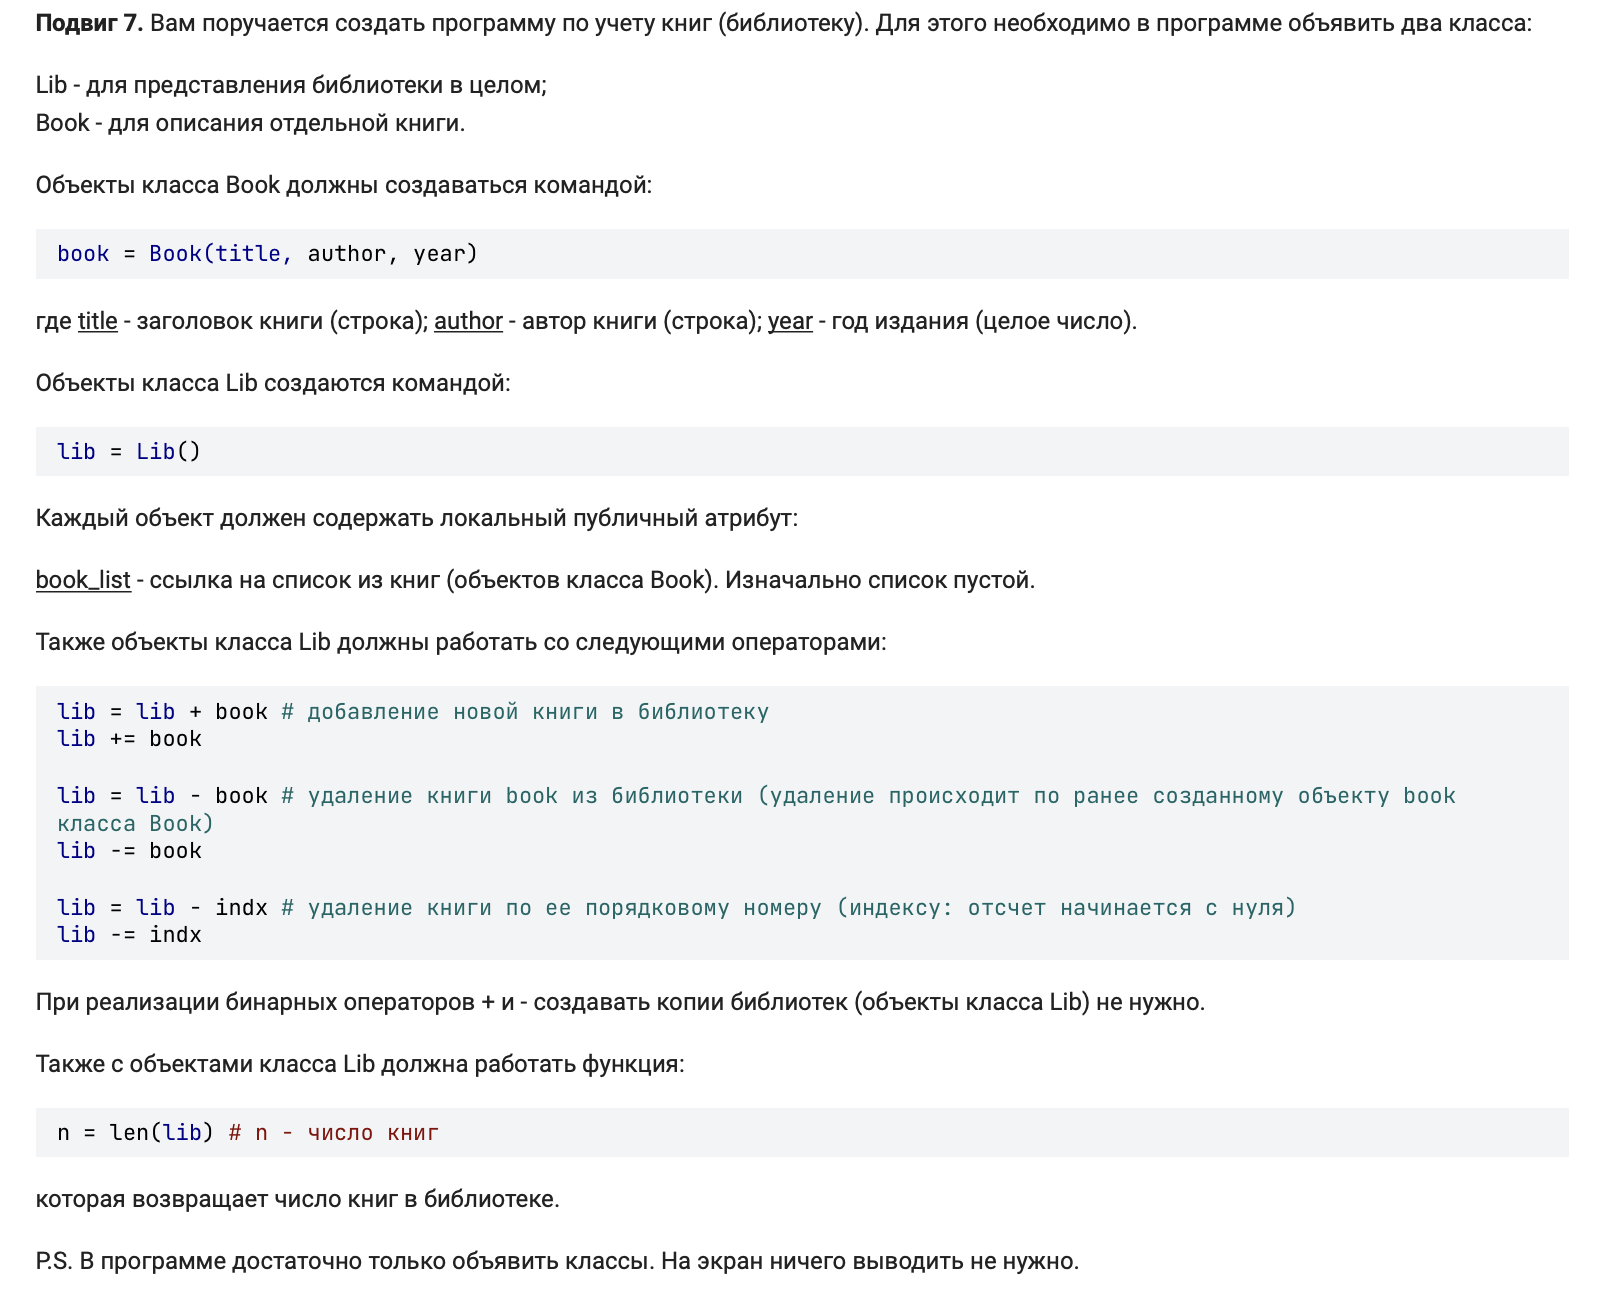 Подвиг 7. Вам поручается создать программу по учету книг (библиотеку). Для этого необходимо в программе объявить два класса:
Lib - для представления библиотеки в целом;
Book - для описания отдельной книги.
Объекты класса Book должны создаваться командой:
book = Book(title, author, year)
где title - заголовок книги (строка); author - автор книги (строка); year - год издания (целое число).
Объекты класса Lib создаются командой:
lib = Lib()
Каждый объект должен содержать локальный публичный атрибут:
book_list - ссылка на список из книг (объектов класса Book). Изначально список пустой.
Также объекты класса Lib должны работать со следующими операторами:
lib = lib + book # добавление новой книги в библиотеку
lib += book
lib = lib - book # удаление книги book из библиотеки (удаление происходит по ранее созданному объекту book
класса Book)
lib -= book
lib = lib - indx # удаление книги по ее порядковому номеру (индексу: отсчет начинается с нуля)
lib -= indx
При реализации бинарных операторов + и - создавать копии библиотек (объекты класса Lib) не нужно.
Также с объектами класса Lib должна работать функция:
n = len(lib) # n - число книг
которая возвращает число книг в библиотеке.
P.S. В программе достаточно только объявить классы. На экран ничего выводить не нужно.